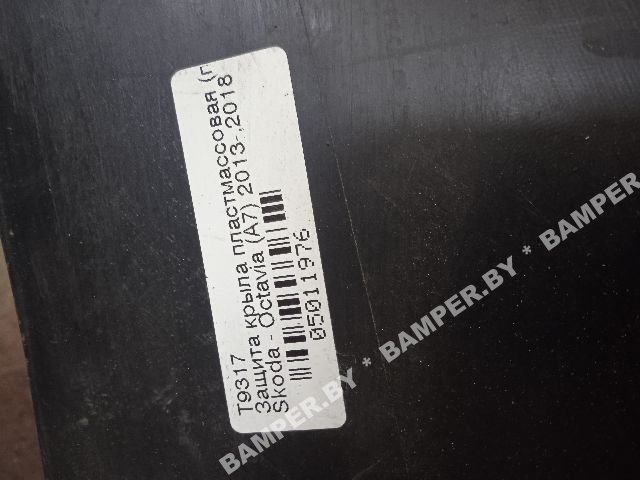 T9317
Защита крыла пластмассовая (п
Skoda - Octavia (A7) 2013-,2018
05011976
BAMPER.BY * BAMPER.BY * BAMPER.BY